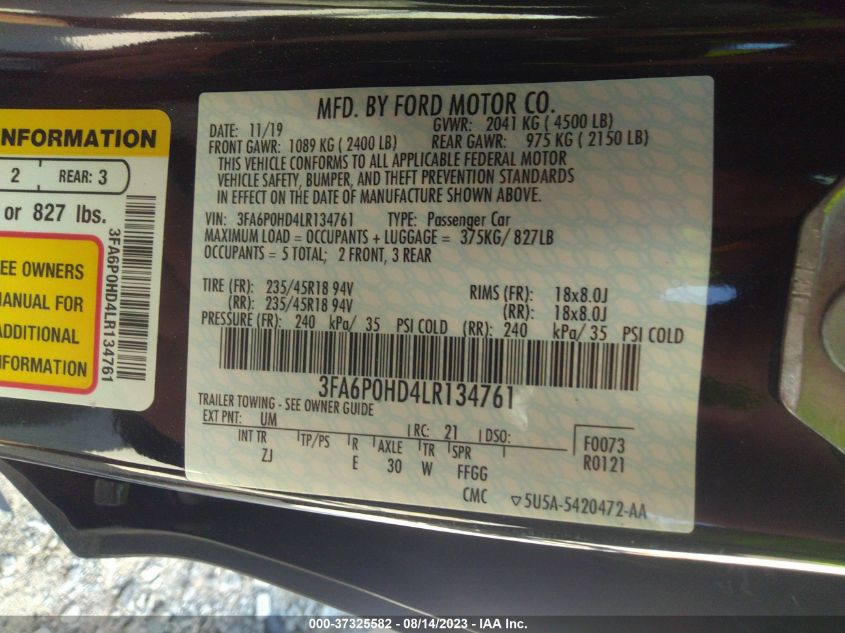 NFORMATION
2 REAR: 3
or 827 lbs.
EE OWNERS
MANUAL FOR
ADDITIONAL
INFORMATION
3FA6P0HD4LR134761
MFD. BY FORD MOTOR CO.
DATE: 11/19 GVWR: 2041 KG ( 4500 LB)
FRONT GAWR: 1089 KG ( 2400 LB) REAR GAWR: 975 KG ( 2150 LB)
THIS VEHICLE CONFORMS TO ALL APPLICABLE FEDERAL MOTOR
VEHICLE SAFETY, BUMPER, AND THEFT PREVENTION STANDARDS
IN EFFECT ON THE DATE OF MANUFACTURE SHOWN ABOVE.
VIN: 3FA6P0HD4LR134761 TYPE: Passenger Car
MAXIMUM LOAD = OCCUPANTS + LUGGAGE = 375KG/ 827LB
OCCUPANTS = 5 TOTAL; 2 FRONT, 3 REAR
TIRE (FR): 235/45R18 94V RIMS (FR): 18x8.0J
(RR): 235/45R18 94V (RR): 18x8.0J
PRESSURE (FR): 240 kPa/ 35 PSI COLD (RR): 240 kPa/ 35 PSI COLD
3FA6P0HD4LR134761
TRAILER TOWING - SEE OWNER GUIDE
EXT PNT: UM RC: 21 DSO: F0073
INT TR TP/PS R AXLE TR SPR R0121
ZJ E 30 W FFGG
CMC ▽5U5A-5420472-AA
000-37325582 - 08/14/2023 - IAA Inc.